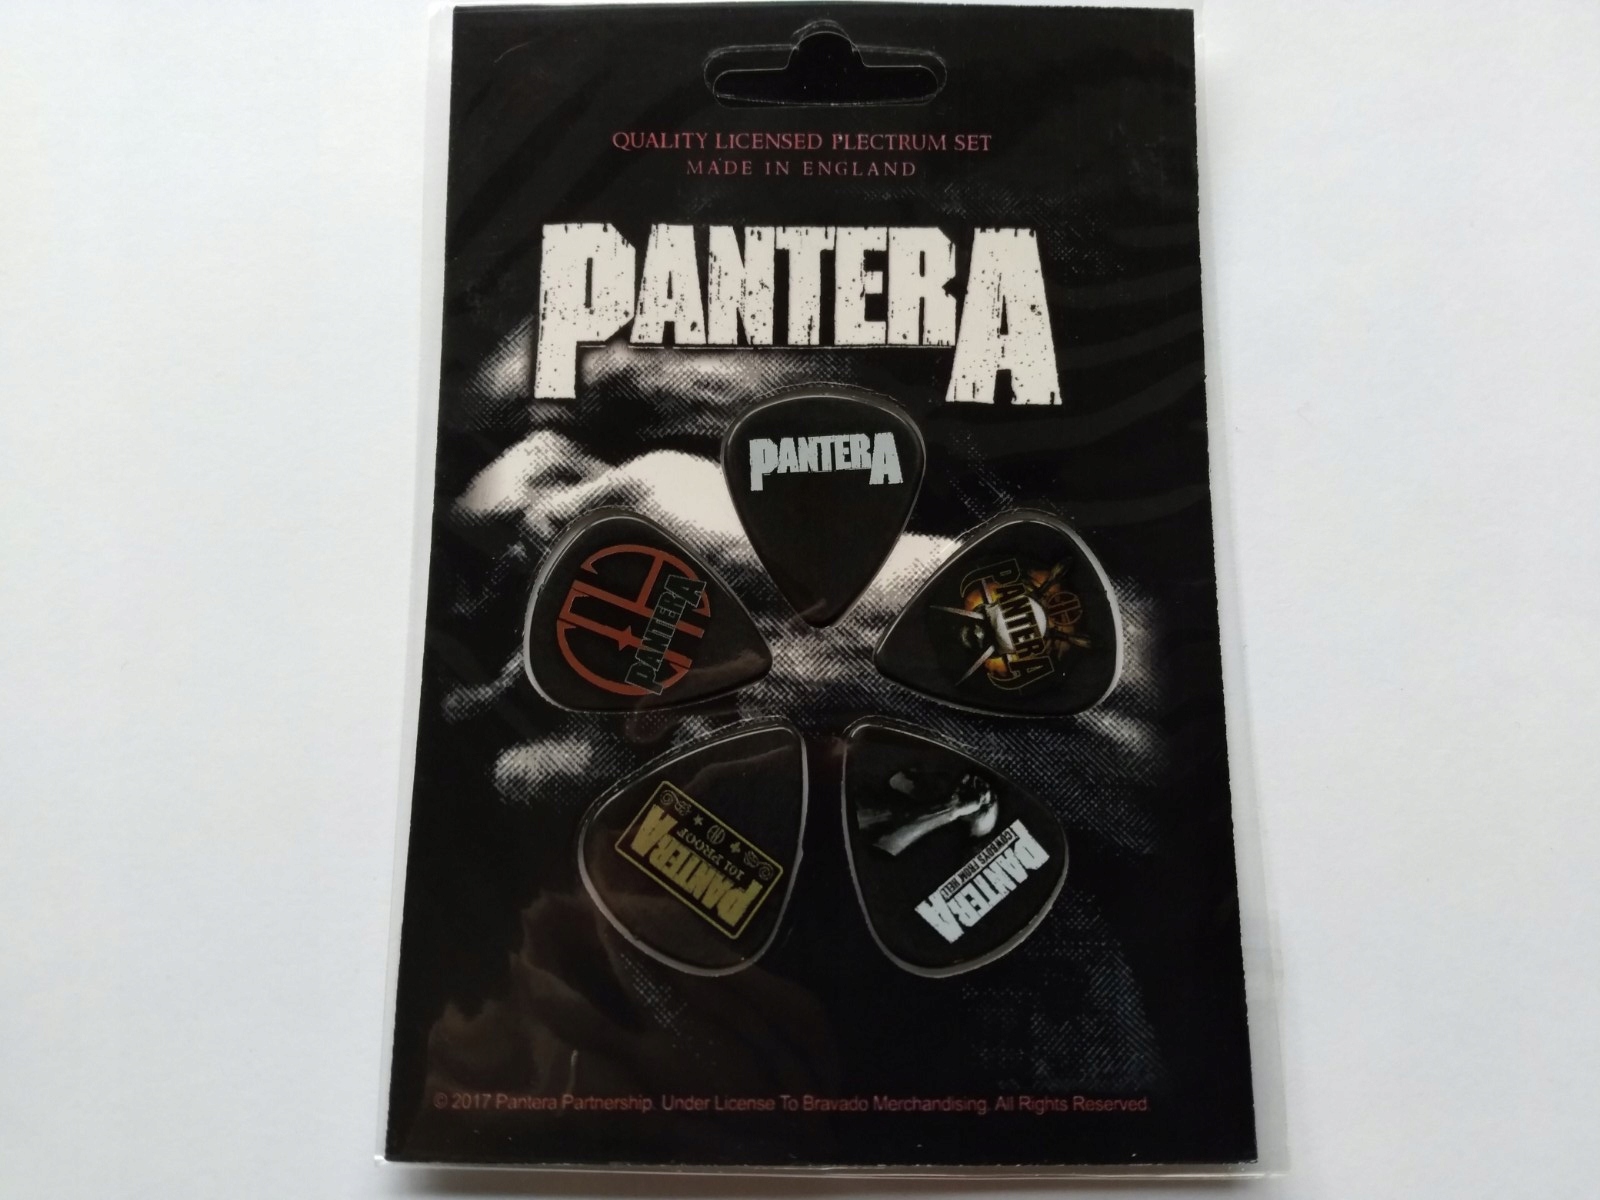 QUALITY LICENSED PLECTRUM SET
MADE IN ENGLAND
PANTERA
PANTERA
PANTERA
PANTERA
PANTERA
101 PROOF
PANTERA
[COWBOYS FROM HELL]
© 2017 Pantera Partnership. Under License To Bravado Merchandising. All Rights Reserved.